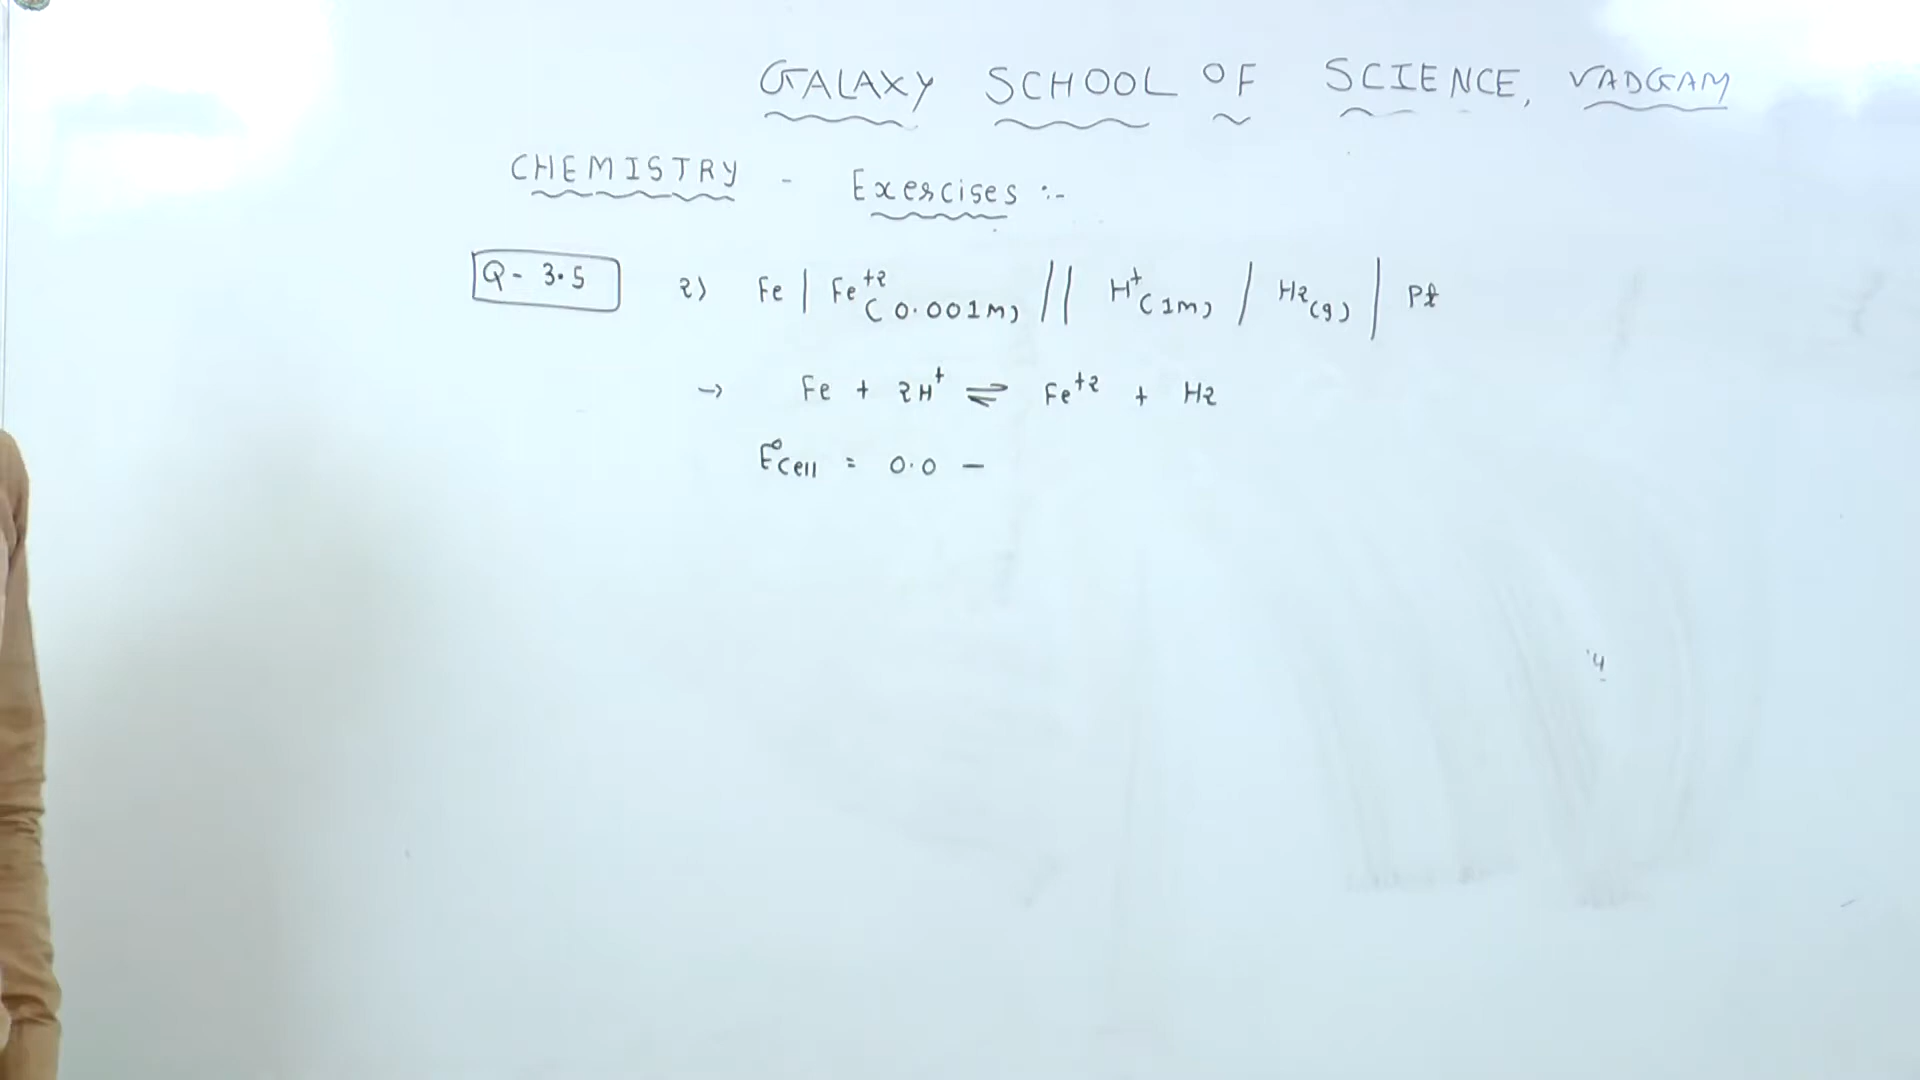 GALAXY SCHOOL OF SCIENCE, VADGAM
CHEMISTRY - Exercises :-
Q - 3.5 2) Fe | Fe⁺²(0.001M) || H⁺(1M) | H₂(g) | Pt
→ Fe + 2H⁺ ⇌ Fe⁺² + H₂
E°cell = 0.0 −